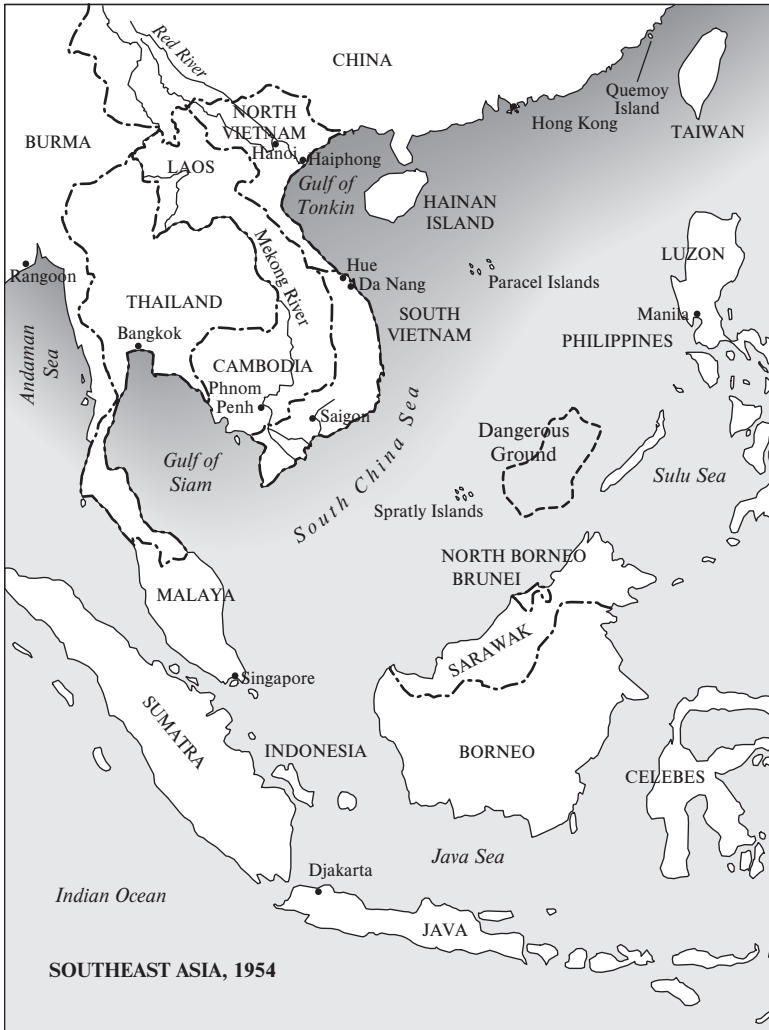 Red River
CHINA
Quemoy
Island
TAIWAN
Hong Kong
NORTH
VIETNAM
BURMA
Hanoi
Haiphong
LAOS
Gulf of
Tonkin
HAINAN
ISLAND
Mekong River
LUZON
Rangoon
Hue
Da Nang
Paracel Islands
THAILAND
SOUTH
VIETNAM
Manila
PHILIPPINES
Bangkok
Andaman
Sea
CAMBODIA
Phnom
Penh
Saigon
South China Sea
Dangerous
Ground
Gulf of
Siam
Sulu Sea
Spratly Islands
NORTH BORNEO
BRUNEI
MALAYA
SARAWAK
Singapore
SUMATRA
INDONESIA
BORNEO
CELEBES
Java Sea
Djakarta
Indian Ocean
JAVA
SOUTHEAST ASIA, 1954